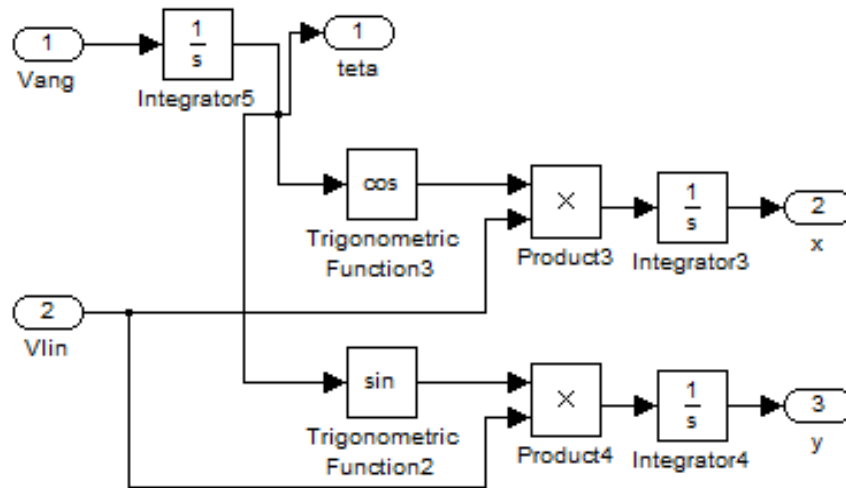 1
Vang
1
s
Integrator5
1
teta
cos
Trigonometric
Function3
×
Product3
1
s
Integrator3
2
x
2
Vlin
sin
Trigonometric
Function2
×
Product4
1
s
Integrator4
3
y